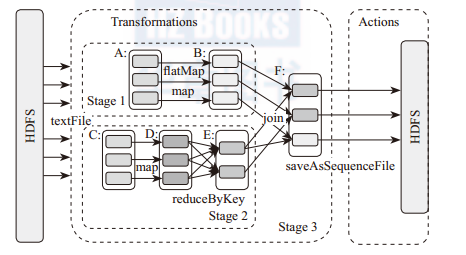 Transformations
Actions
A:
B:
F:
flatMap
map
Stage 1
HDFS
textFile
join
HDFS
C:
D:
E:
map
saveAsSequenceFile
reduceByKey
Stage 2
Stage 3